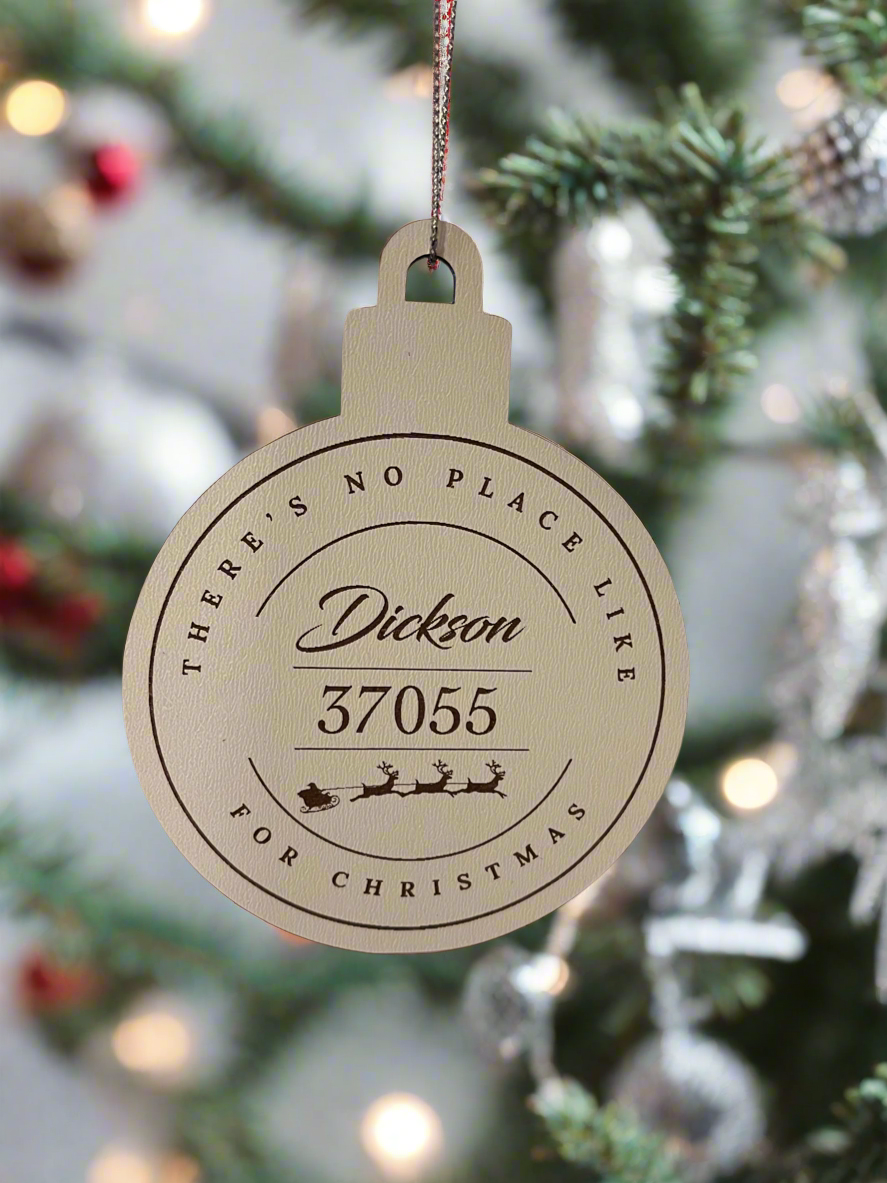 THERE'S NO PLACE LIKE
Dickson
37055
FOR CHRISTMAS